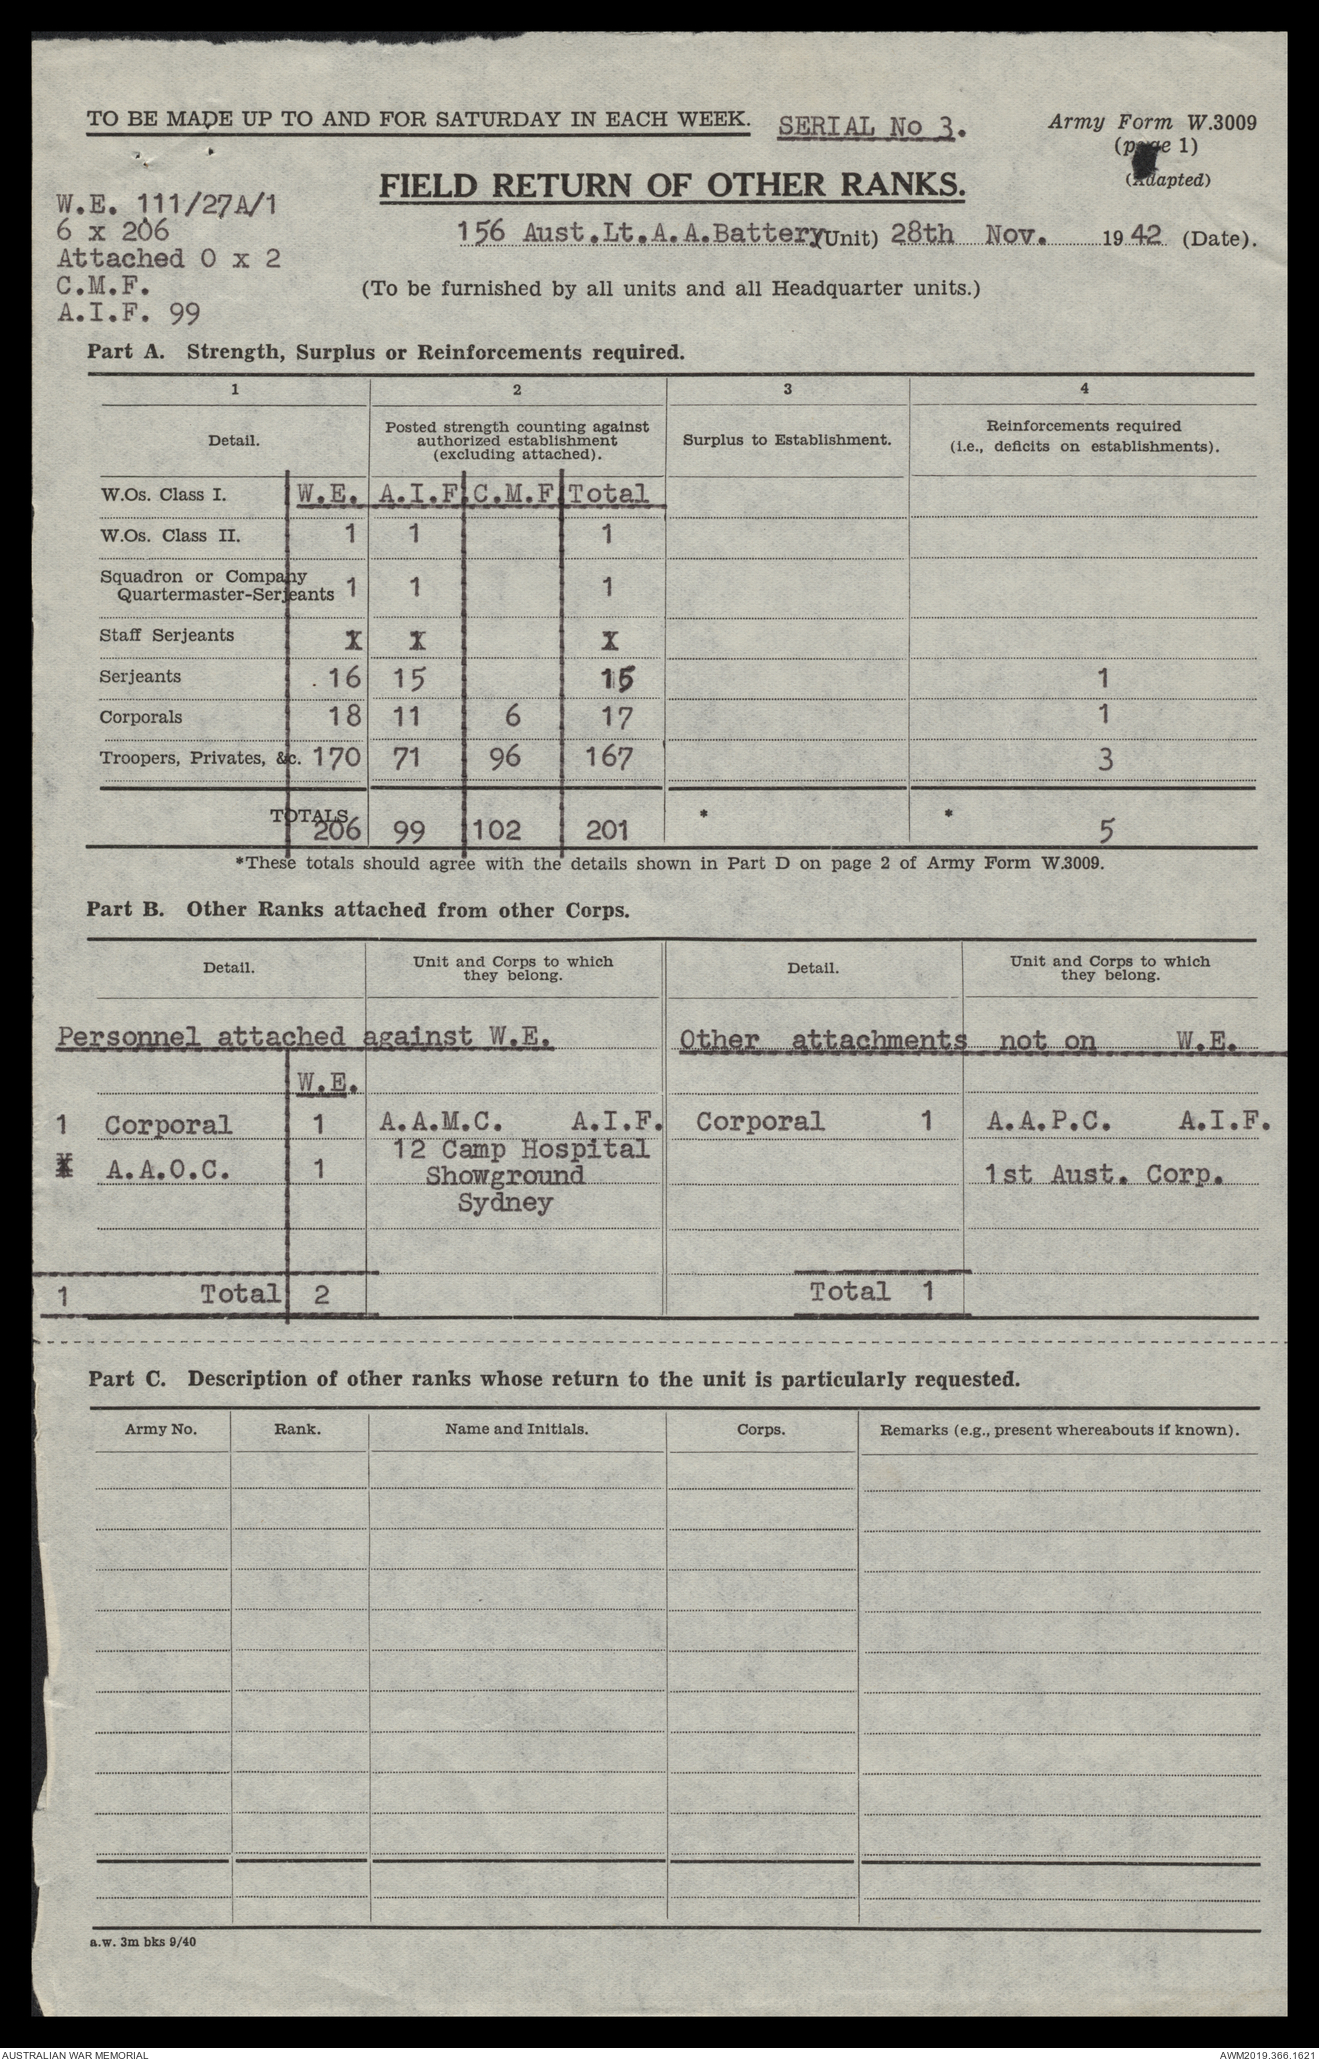 TO BE MADE UP TO AND FOR SATURDAY IN EACH WEEK. SERIAL No 3. Army Form W.3009
(page 1)
(Adapted)
FIELD RETURN OF OTHER RANKS.
W.E. 111/27A/1
6 x 206
Attached 0 x 2
C.M.F.
A.I.F. 99
156 Aust.Lt.A.A.Battery (Unit) 28th Nov. 1942 (Date).
(To be furnished by all units and all Headquarter units.)
Part A. Strength, Surplus or Reinforcements required.
1 2 3 4
Detail. Posted strength counting against authorized establishment (excluding attached). Surplus to Establishment. Reinforcements required (i.e., deficits on establishments).
W.Os. Class I. W.E. A.I.F C.M.F Total
W.Os. Class II. 1 1 1
Squadron or Company
Quartermaster-Serjeants 1 1 1
Staff Serjeants X X X
Serjeants 16 15 15 1
Corporals 18 11 6 17 1
Troopers, Privates, &c. 170 71 96 167 3
TOTALS 206 99 102 201 * * 5
*These totals should agree with the details shown in Part D on page 2 of Army Form W.3009.
Part B. Other Ranks attached from other Corps.
Detail. Unit and Corps to which they belong. Detail. Unit and Corps to which they belong.
Personnel attached against W.E. Other attachments not on W.E.
W.E.
1 Corporal 1 A.A.M.C. A.I.F. Corporal 1 A.A.P.C. A.I.F.
12 Camp Hospital
X A.A.O.C. 1 Showground 1st Aust. Corp.
Sydney
1 Total 2 Total 1
Part C. Description of other ranks whose return to the unit is particularly requested.
Army No. Rank. Name and Initials. Corps. Remarks (e.g., present whereabouts if known).
a.w. 3m bks 9/40
AUSTRALIAN WAR MEMORIAL AWM2019.366.1621